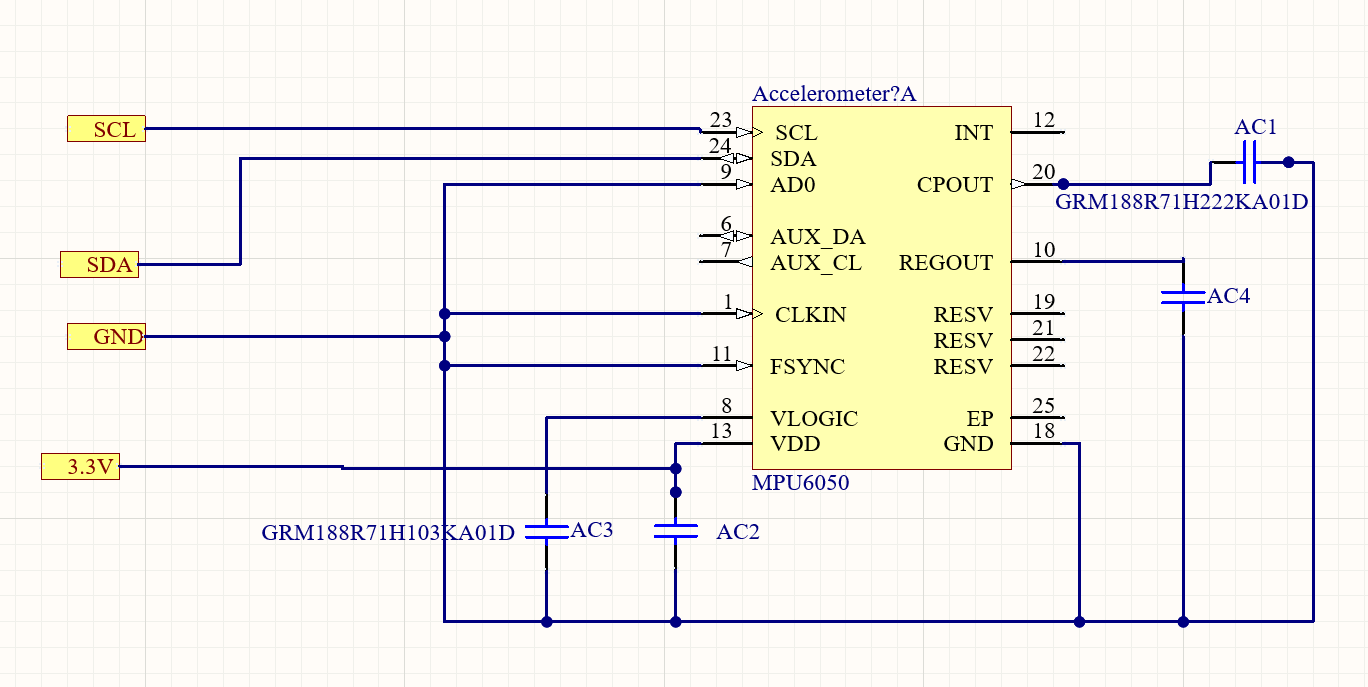 Accelerometer?A
SCL
SDA
GND
3.3V
23 SCL
24 SDA
9 AD0
6 AUX_DA
7 AUX_CL
1 CLKIN
11 FSYNC
8 VLOGIC
13 VDD
INT 12
CPOUT 20
REGOUT 10
RESV 19
RESV 21
RESV 22
EP 25
GND 18
MPU6050
AC1
GRM188R71H222KA01D
AC4
GRM188R71H103KA01D
AC3
AC2